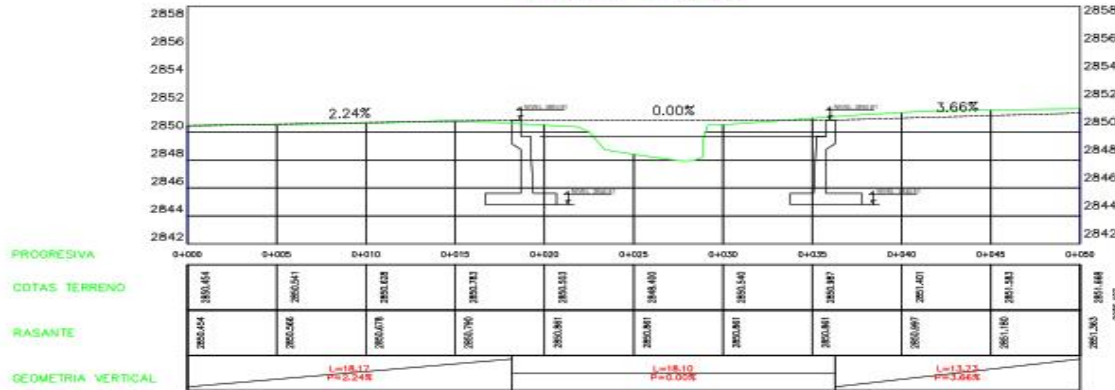 2858 2858
2856 2856
2854 2854
2852 2852
2.24% 0.00% 3.66%
2850 2850
2848 2848
2846 2846
2844 2844
2842 2842
PROGRESIVA 0+000 0+005 0+010 0+015 0+020 0+025 0+030 0+035 0+040 0+045 0+050
COTAS TERRENO 2850.454 2850.541 2850.628 2850.783 2850.503 2848.400 2850.540 2850.987 2851.401 2851.583 2851.668
RASANTE 2850.454 2850.566 2850.678 2850.790 2850.861 2850.861 2850.861 2850.861 2850.997 2851.180 2851.363
L=18.17 L=18.10 L=13.73
GEOMETRIA VERTICAL P=2.24% P=0.00% P=3.66%